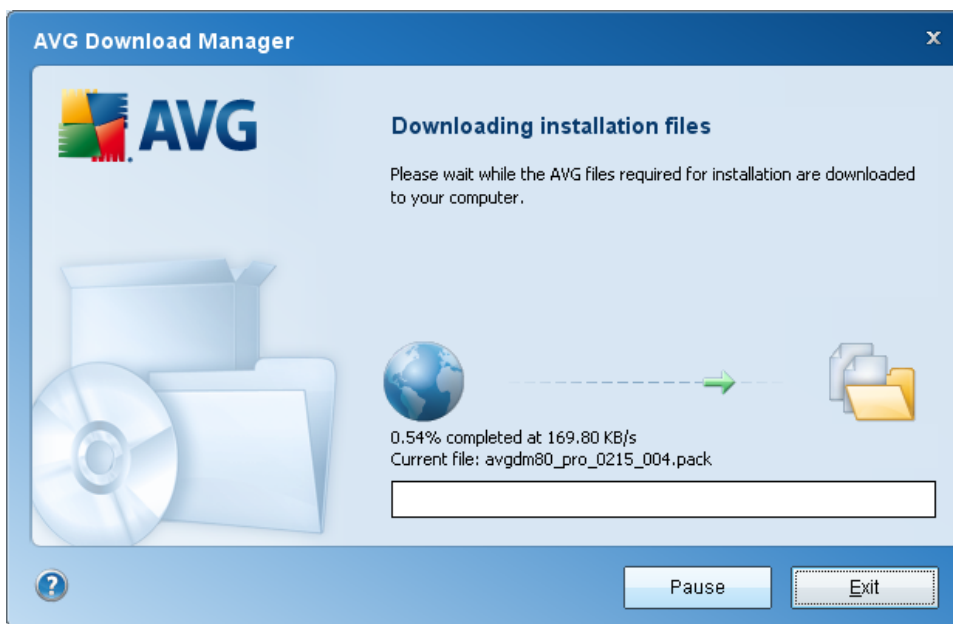 AVG Download Manager
x
AVG
Downloading installation files
Please wait while the AVG files required for installation are downloaded
to your computer.
0.54% completed at 169.80 KB/s
Current file: avgdm80_pro_0215_004.pack
?
Pause
Exit